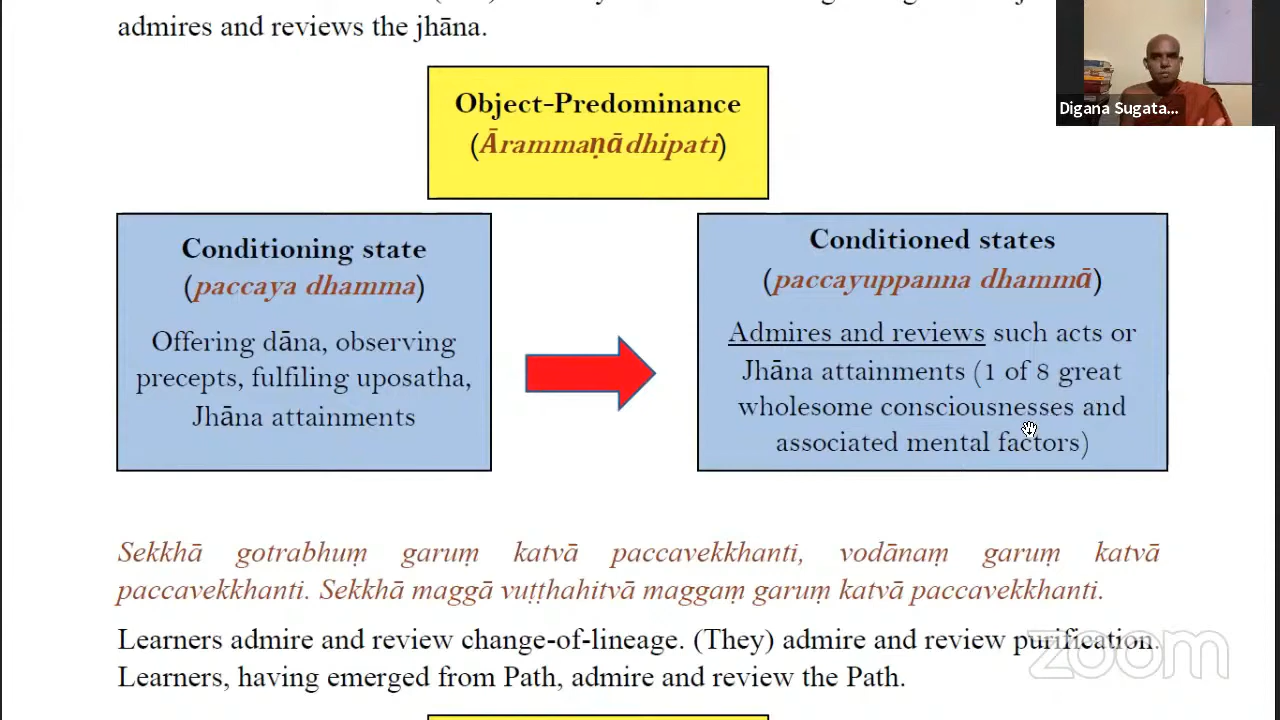 admires and reviews the jhāna.
Digana Sugata...
Object-Predominance
(Ārammaṇādhipati)
Conditioning state
(paccaya dhamma)
Offering dāna, observing
precepts, fulfiling uposatha,
Jhāna attainments
Conditioned states
(paccayuppanna dhammā)
Admires and reviews such acts or
Jhāna attainments (1 of 8 great
wholesome consciousnesses and
associated mental factors)
Sekkhā gotrabhuṃ garuṃ katvā paccavekkhanti, vodānaṃ garuṃ katvā
paccavekkhanti. Sekkhā maggā vuṭṭhahitvā maggaṃ garuṃ katvā paccavekkhanti.
Learners admire and review change-of-lineage. (They) admire and review purification.
Learners, having emerged from Path, admire and review the Path.
zoom